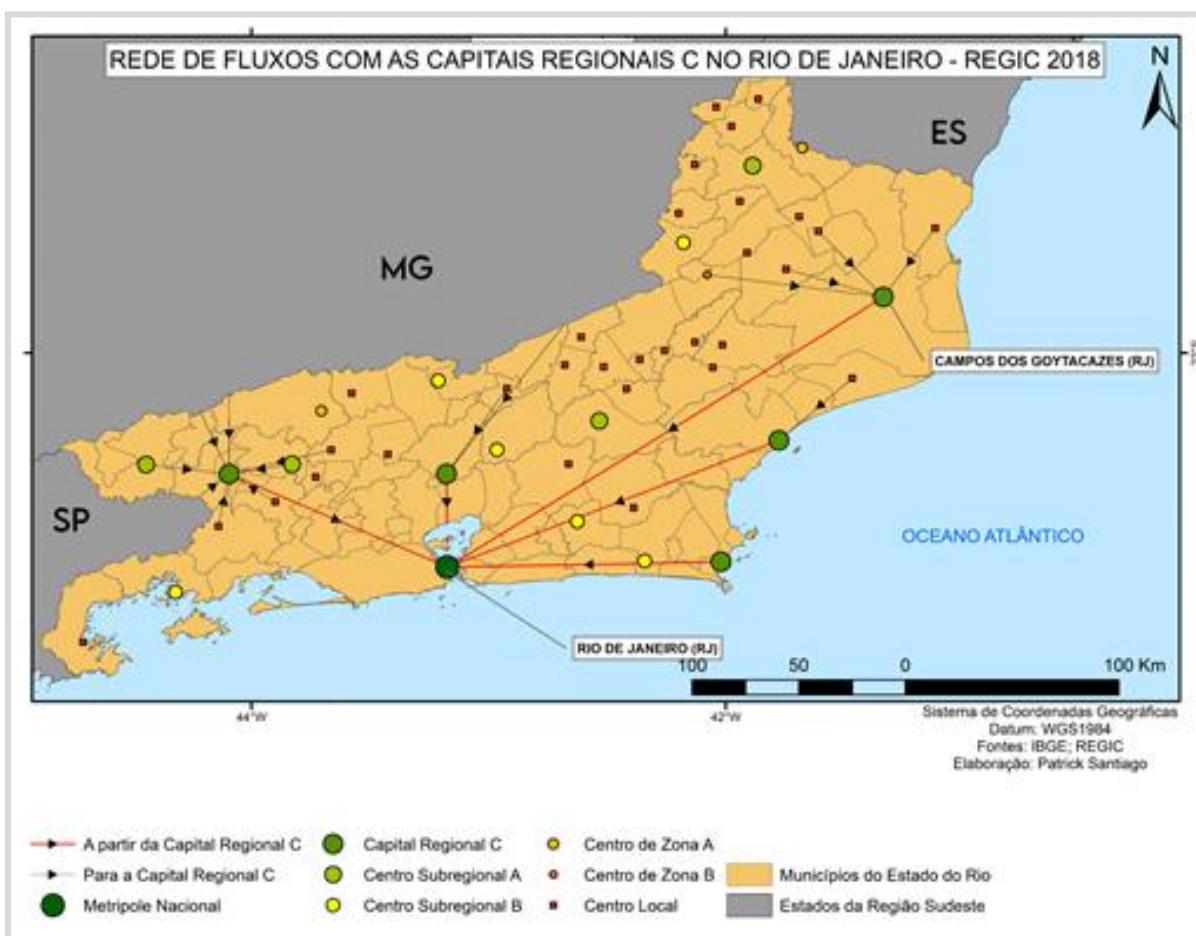 REDE DE FLUXOS COM AS CAPITAIS REGIONAIS C NO RIO DE JANEIRO - REGIC 2018
N
ES
MG
CAMPOS DOS GOYTACAZES (RJ)
SP
OCEANO ATLÂNTICO
RIO DE JANEIRO (RJ)
100 50 0 100 Km
44°W
42°W
Sistema de Coordenadas Geográficas
Datum: WGS1984
Fontes: IBGE; REGIC
Elaboração: Patrick Santiago
A partir da Capital Regional C
Para a Capital Regional C
Metripole Nacional
Capital Regional C
Centro Subregional A
Centro Subregional B
Centro de Zona A
Centro de Zona B
Centro Local
Municípios do Estado do Rio
Estados da Região Sudeste